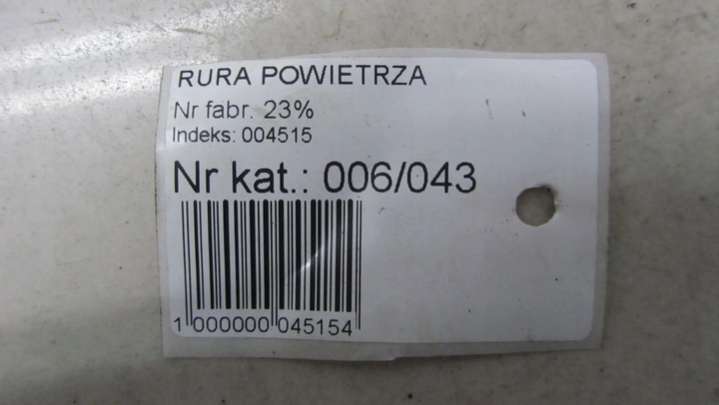 RURA POWIETRZA
Nr fabr. 23%
Indeks: 004515
Nr kat.: 006/043
1 000000 045154